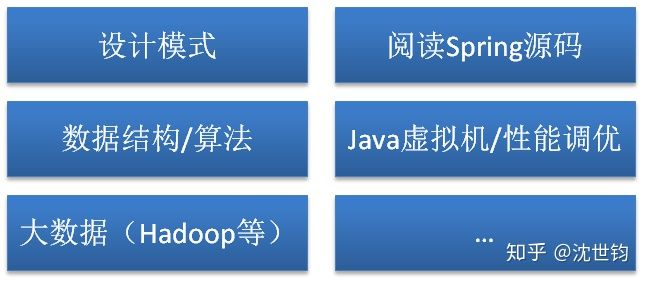 设计模式
阅读Spring源码
数据结构/算法
Java虚拟机/性能调优
大数据（Hadoop等）
...
知乎 @沈世钧